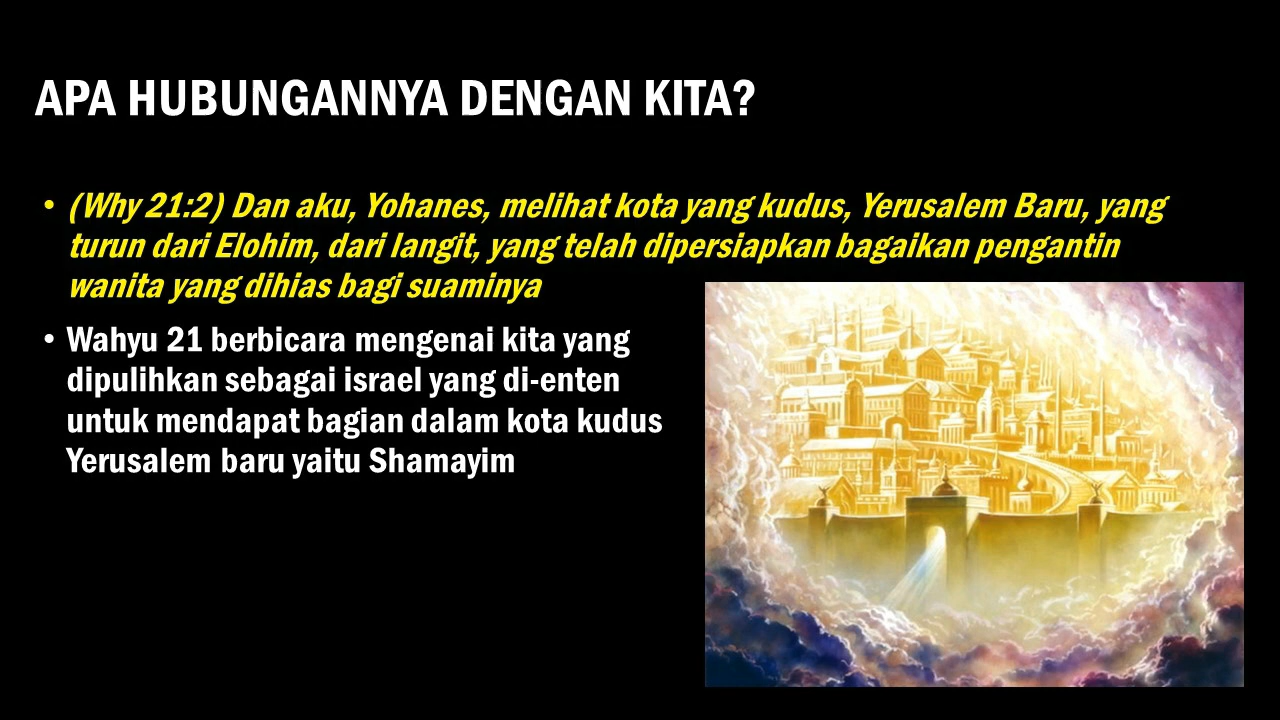 APA HUBUNGANNYA DENGAN KITA?
• (Why 21:2) Dan aku, Yohanes, melihat kota yang kudus, Yerusalem Baru, yang
turun dari Elohim, dari langit, yang telah dipersiapkan bagaikan pengantin
wanita yang dihias bagi suaminya
• Wahyu 21 berbicara mengenai kita yang
dipulihkan sebagai israel yang di-enten
untuk mendapat bagian dalam kota kudus
Yerusalem baru yaitu Shamayim